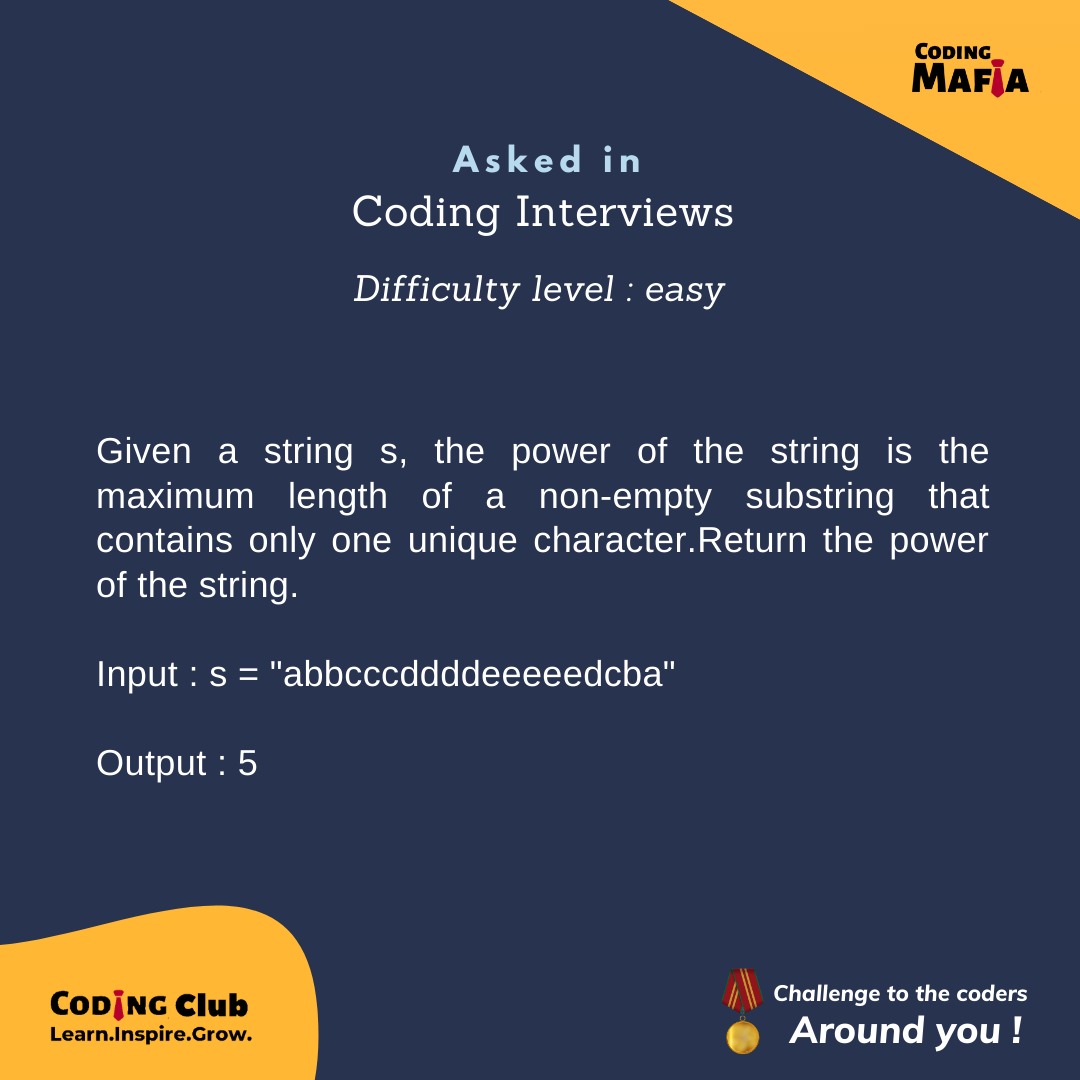 CODING
MAFIA
Asked in
Coding Interviews
Difficulty level : easy
Given a string s, the power of the string is the
maximum length of a non-empty substring that
contains only one unique character.Return the power
of the string.
Input : s = "abbcccddddeeeeedcba"
Output : 5
CODING Club
Learn.Inspire.Grow.
Challenge to the coders
Around you !